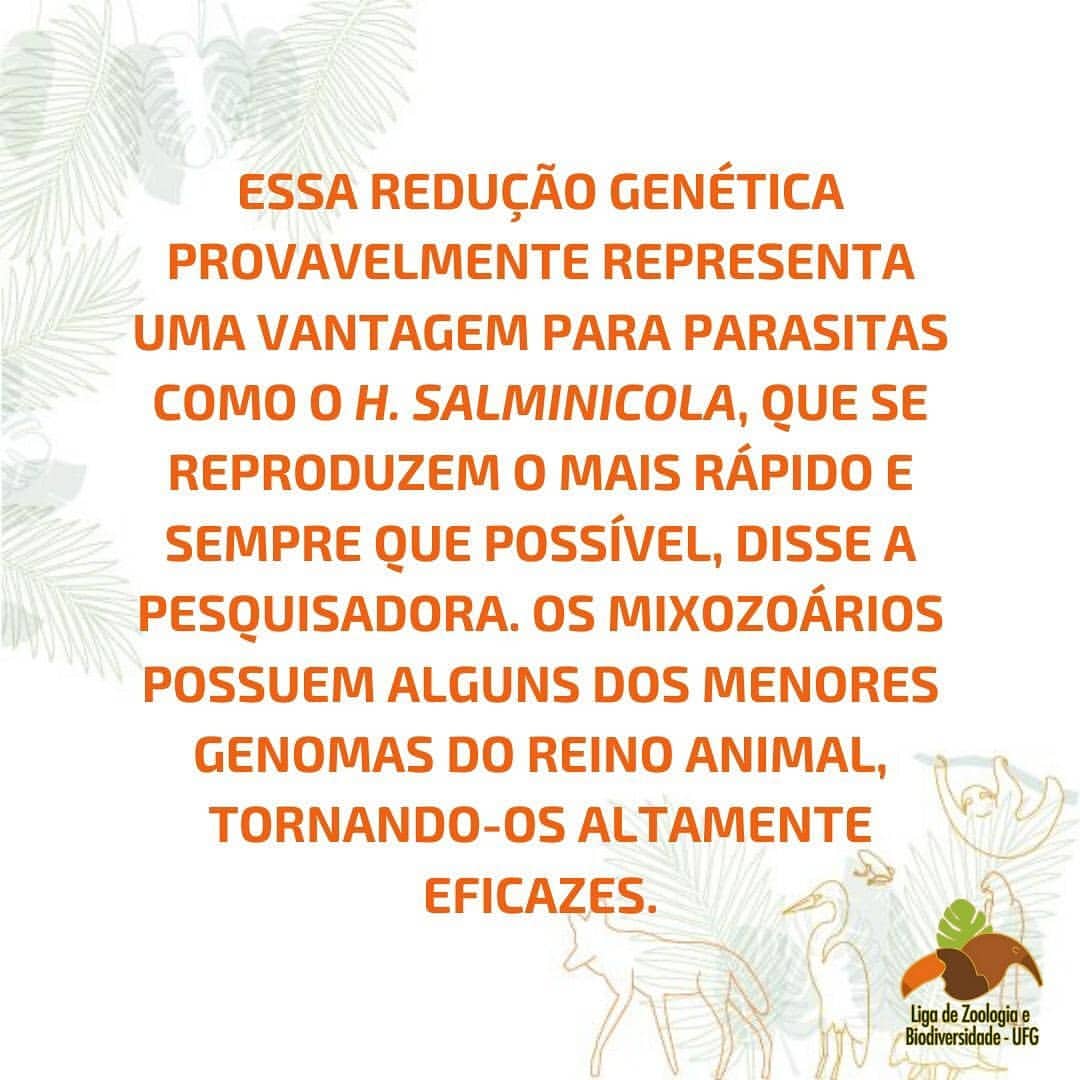 ESSA REDUÇÃO GENÉTICA
PROVAVELMENTE REPRESENTA
UMA VANTAGEM PARA PARASITAS
COMO O H. SALMINICOLA, QUE SE
REPRODUZEM O MAIS RÁPIDO E
SEMPRE QUE POSSÍVEL, DISSE A
PESQUISADORA. OS MIXOZOÁRIOS
POSSUEM ALGUNS DOS MENORES
GENOMAS DO REINO ANIMAL,
TORNANDO-OS ALTAMENTE
EFICAZES.
Liga de Zoologia e
Biodiversidade - UFG